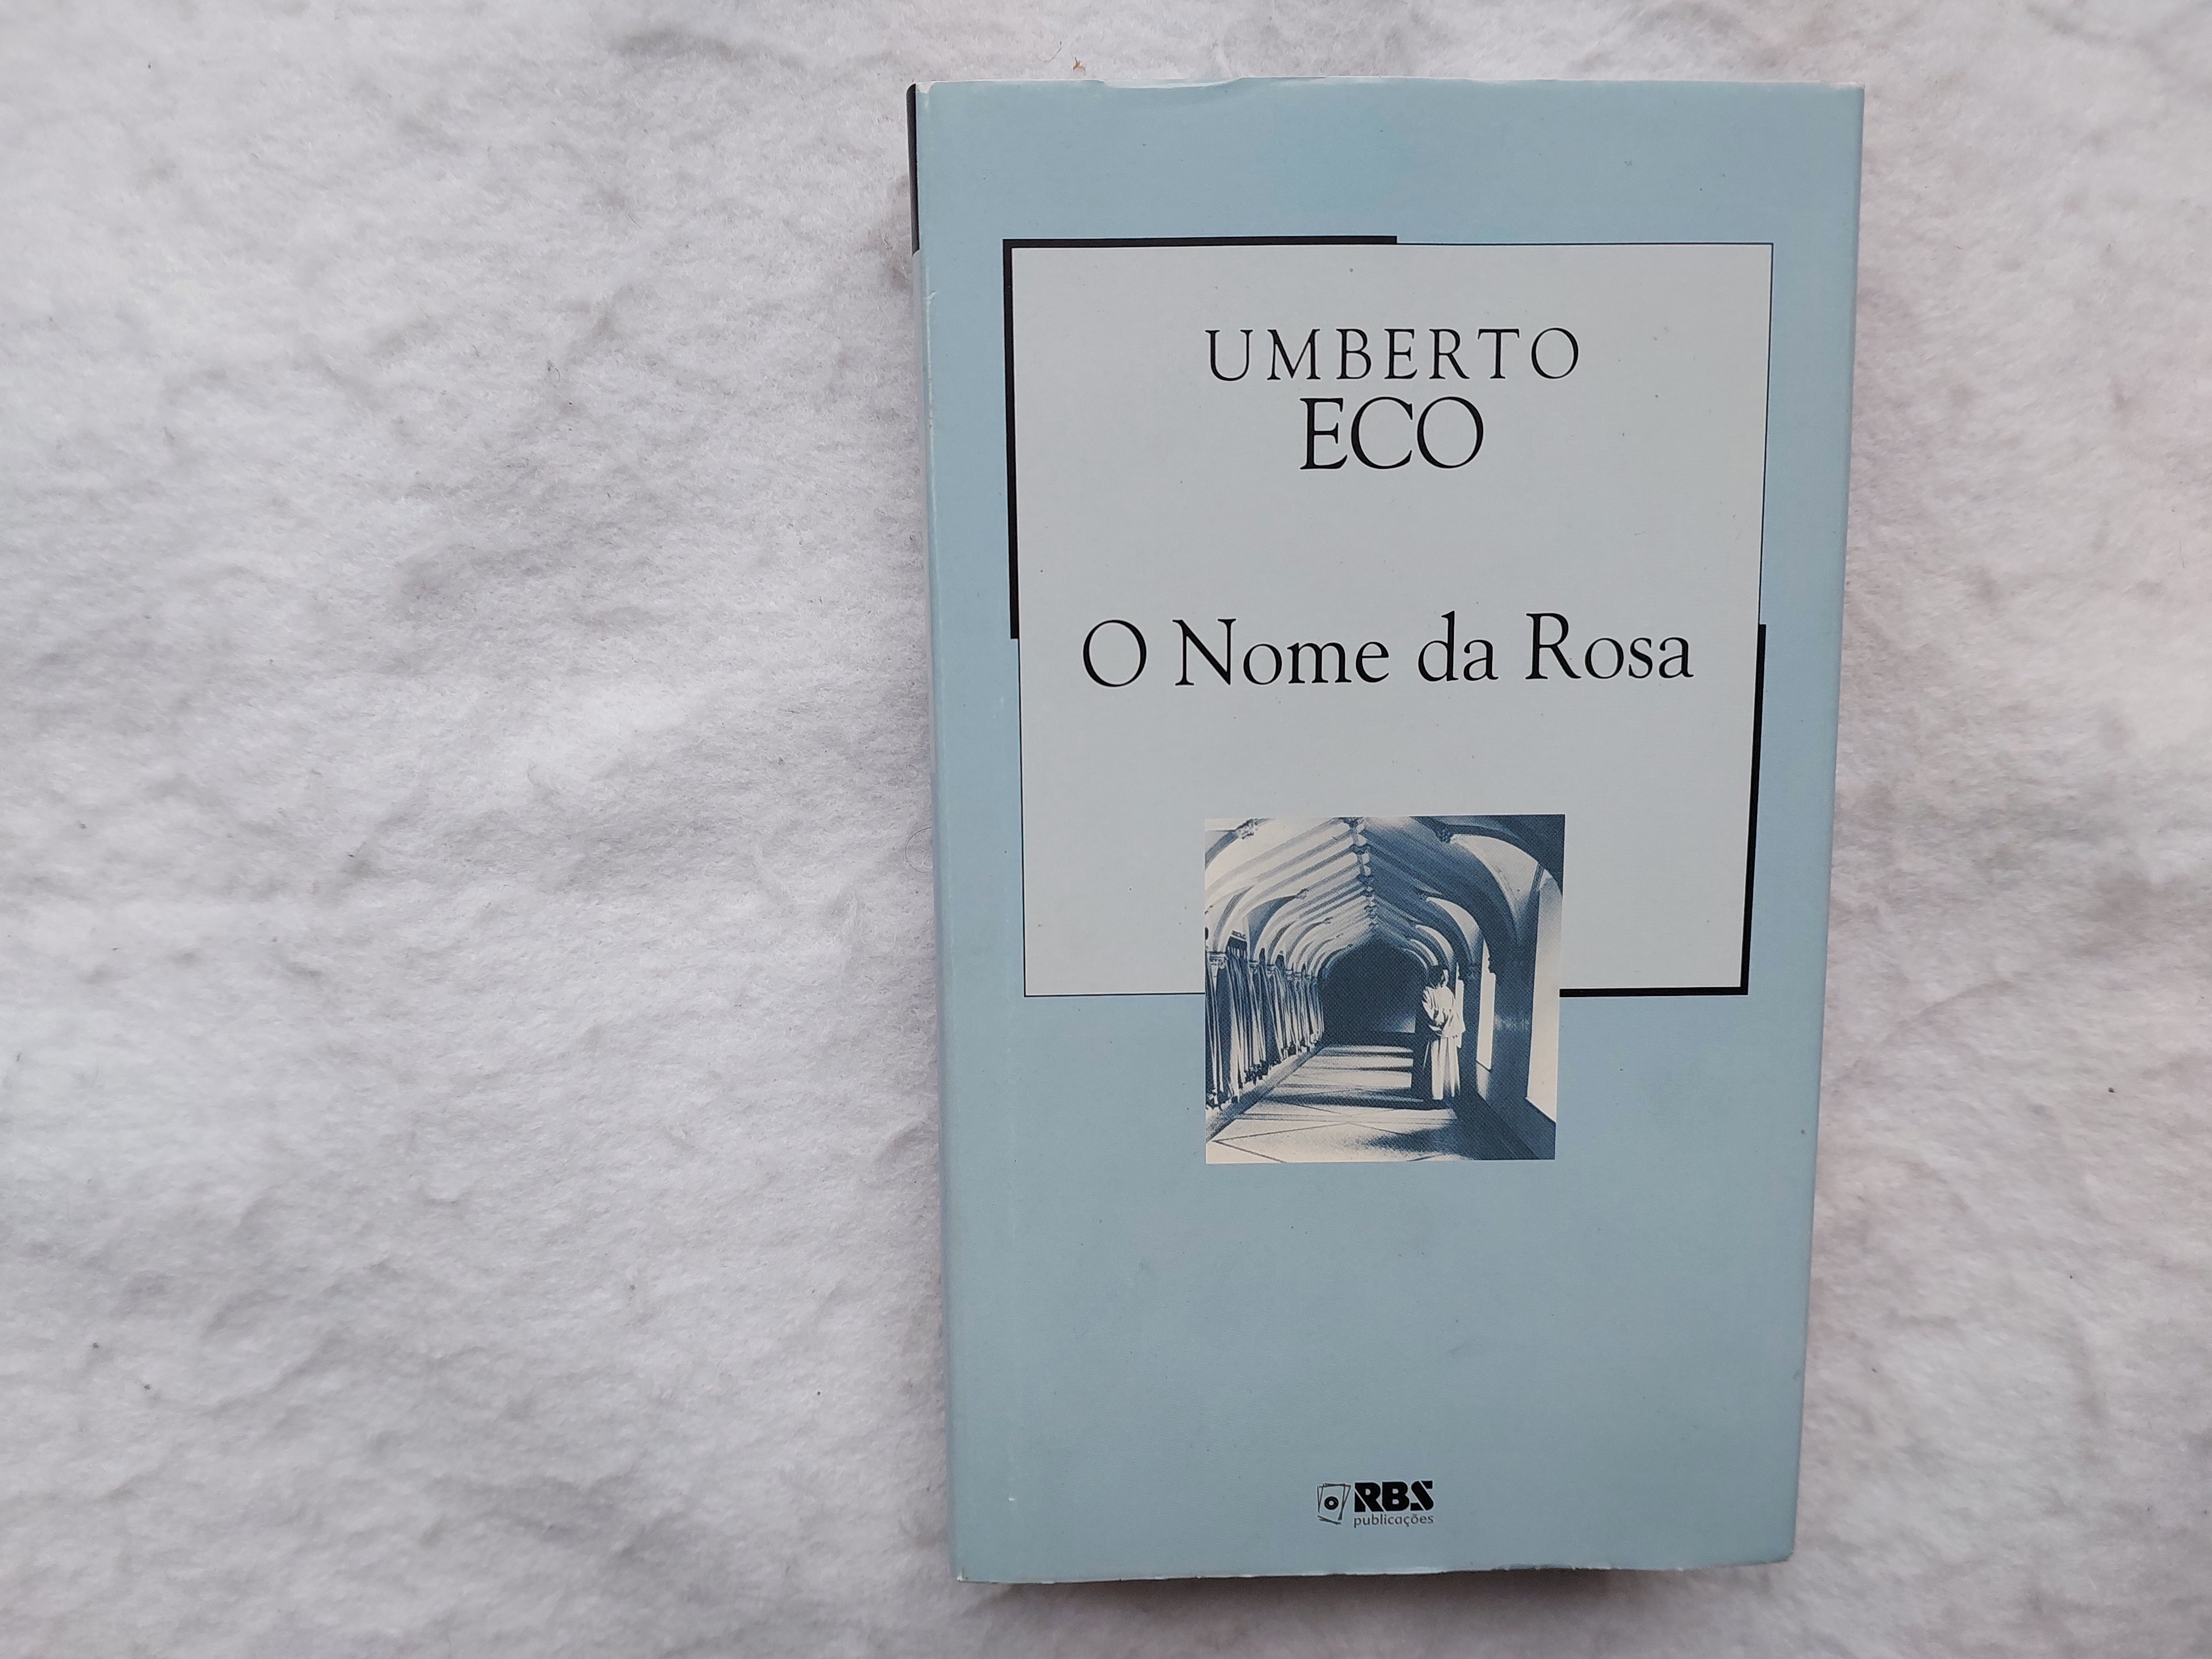 UMBERTO
ECO
O Nome da Rosa
RBS
publicações